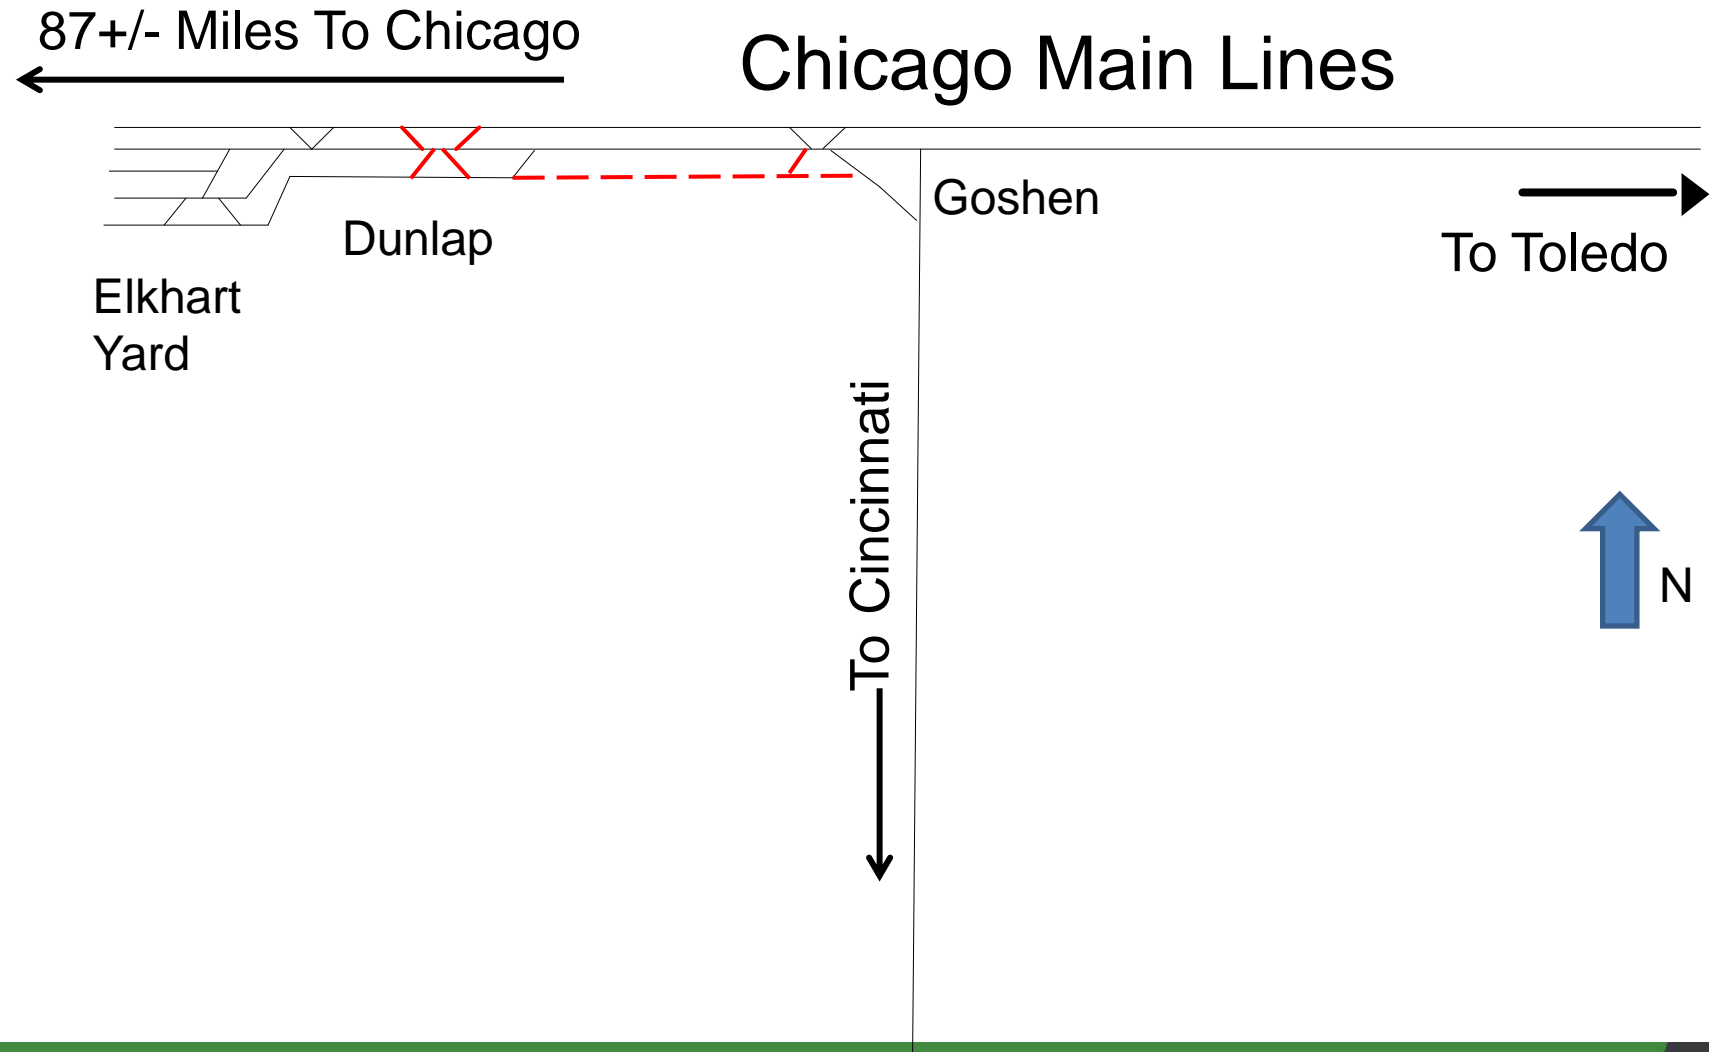 87+/- Miles To Chicago
Chicago Main Lines
Goshen
Dunlap
To Toledo
Elkhart
Yard
To Cincinnati
N